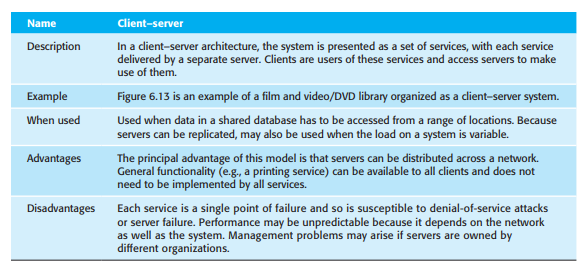 Name Client–server
Description In a client–server architecture, the system is presented as a set of services, with each service
delivered by a separate server. Clients are users of these services and access servers to make
use of them.
Example Figure 6.13 is an example of a film and video/DVD library organized as a client–server system.
When used Used when data in a shared database has to be accessed from a range of locations. Because
servers can be replicated, may also be used when the load on a system is variable.
Advantages The principal advantage of this model is that servers can be distributed across a network.
General functionality (e.g., a printing service) can be available to all clients and does not
need to be implemented by all services.
Disadvantages Each service is a single point of failure and so is susceptible to denial-of-service attacks
or server failure. Performance may be unpredictable because it depends on the network
as well as the system. Management problems may arise if servers are owned by
different organizations.